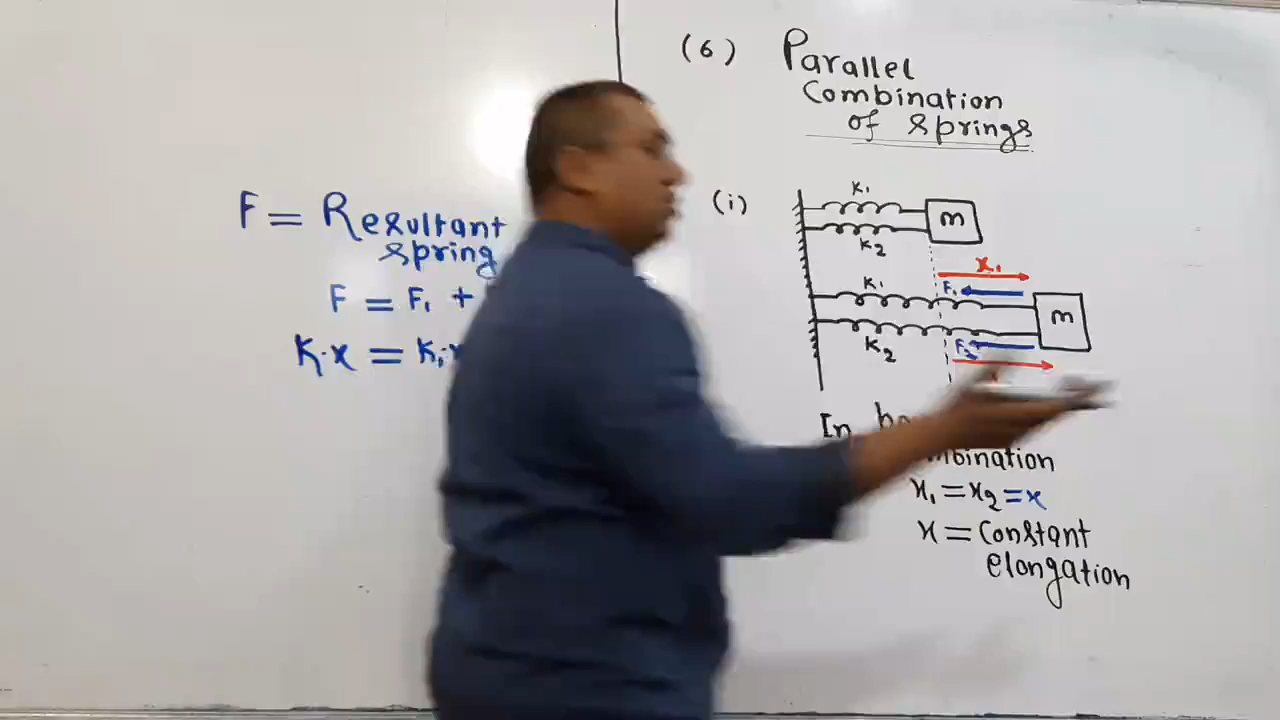 F = Resultant
spring
F = F₁ +
K·x = K₁·
(6) Parallel
Combination
of springs
(i)
K₁
m
K₂
x₁
K₁
F₁
m
K₂
F₂
In
x₁ = x₂ = x
x = Constant
elongation